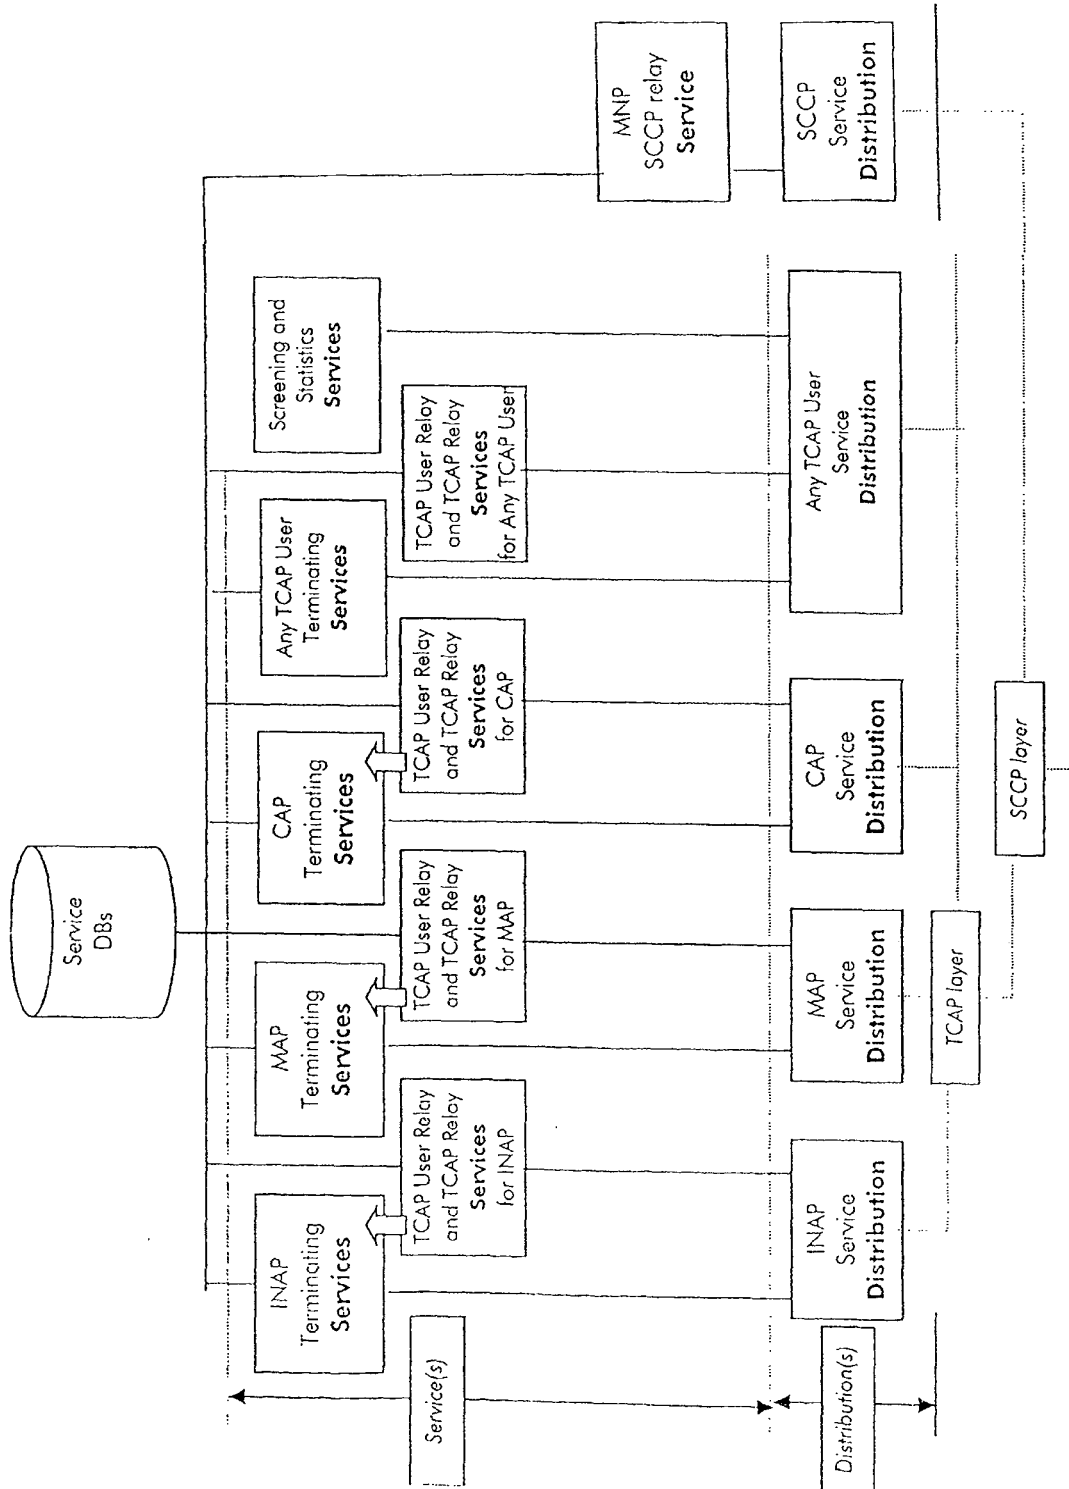 Service
DBs
INAP
Terminating
Services
MAP
Terminating
Services
CAP
Terminating
Services
Any TCAP User
Terminating
Services
Screening and
Statistics
Services
Service(s)
TCAP User Relay
and TCAP Relay
Services
for INAP
TCAP User Relay
and TCAP Relay
Services
for MAP
TCAP User Relay
and TCAP Relay
Services
for CAP
TCAP User Relay
and TCAP Relay
Services
for Any TCAP User
MNP
SCCP relay
Service
Distribution(s)
INAP
Service
Distribution
MAP
Service
Distribution
CAP
Service
Distribution
Any TCAP User
Service
Distribution
SCCP
Service
Distribution
TCAP layer
SCCP layer